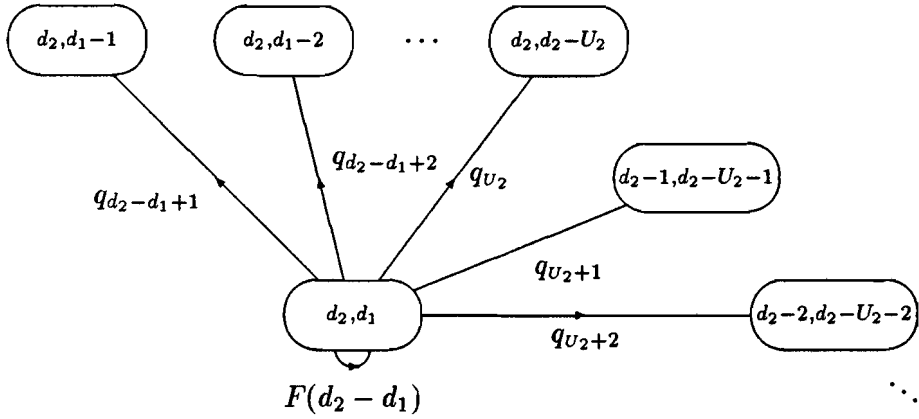 d₂,d₁−1
d₂,d₁−2
⋯
d₂,d₂−U₂
q_{d₂−d₁+1}
q_{d₂−d₁+2}
q_{U₂}
d₂−1,d₂−U₂−1
q_{U₂+1}
d₂,d₁
q_{U₂+2}
d₂−2,d₂−U₂−2
F(d₂ − d₁)
⋱